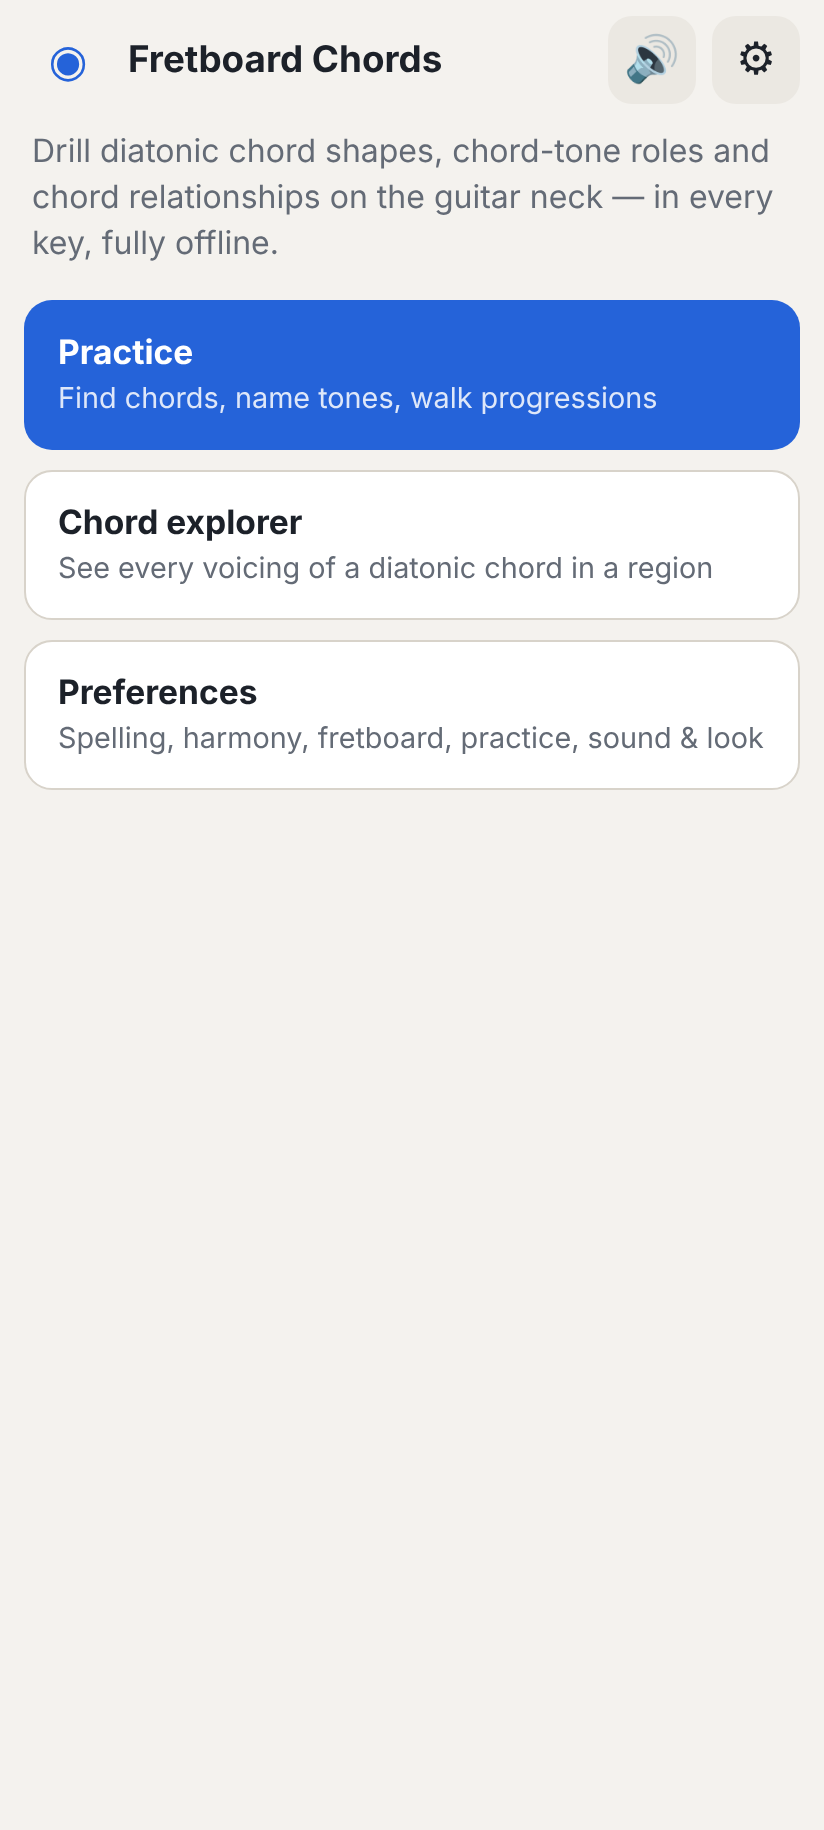 Fretboard Chords
Drill diatonic chord shapes, chord-tone roles and
chord relationships on the guitar neck — in every
key, fully offline.
Practice
Find chords, name tones, walk progressions
Chord explorer
See every voicing of a diatonic chord in a region
Preferences
Spelling, harmony, fretboard, practice, sound & look